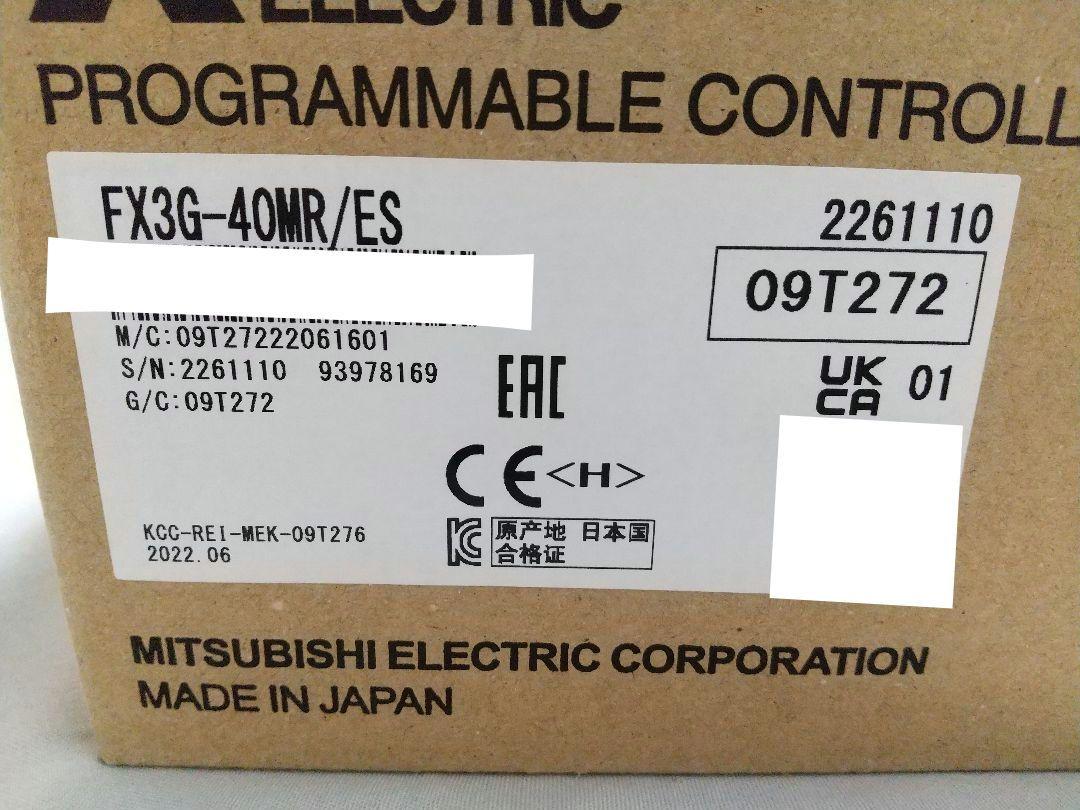 ELECTRIC
PROGRAMMABLE CONTROLL
FX3G-40MR/ES
2261110
09T272
M/C:09T27222061601
S/N:2261110 93978169
G/C:09T272
EAC
UK
CA
01
CE <H>
KCC-REI-MEK-09T276
2022.06
原产地 日本国
合格证
MITSUBISHI ELECTRIC CORPORATION
MADE IN JAPAN